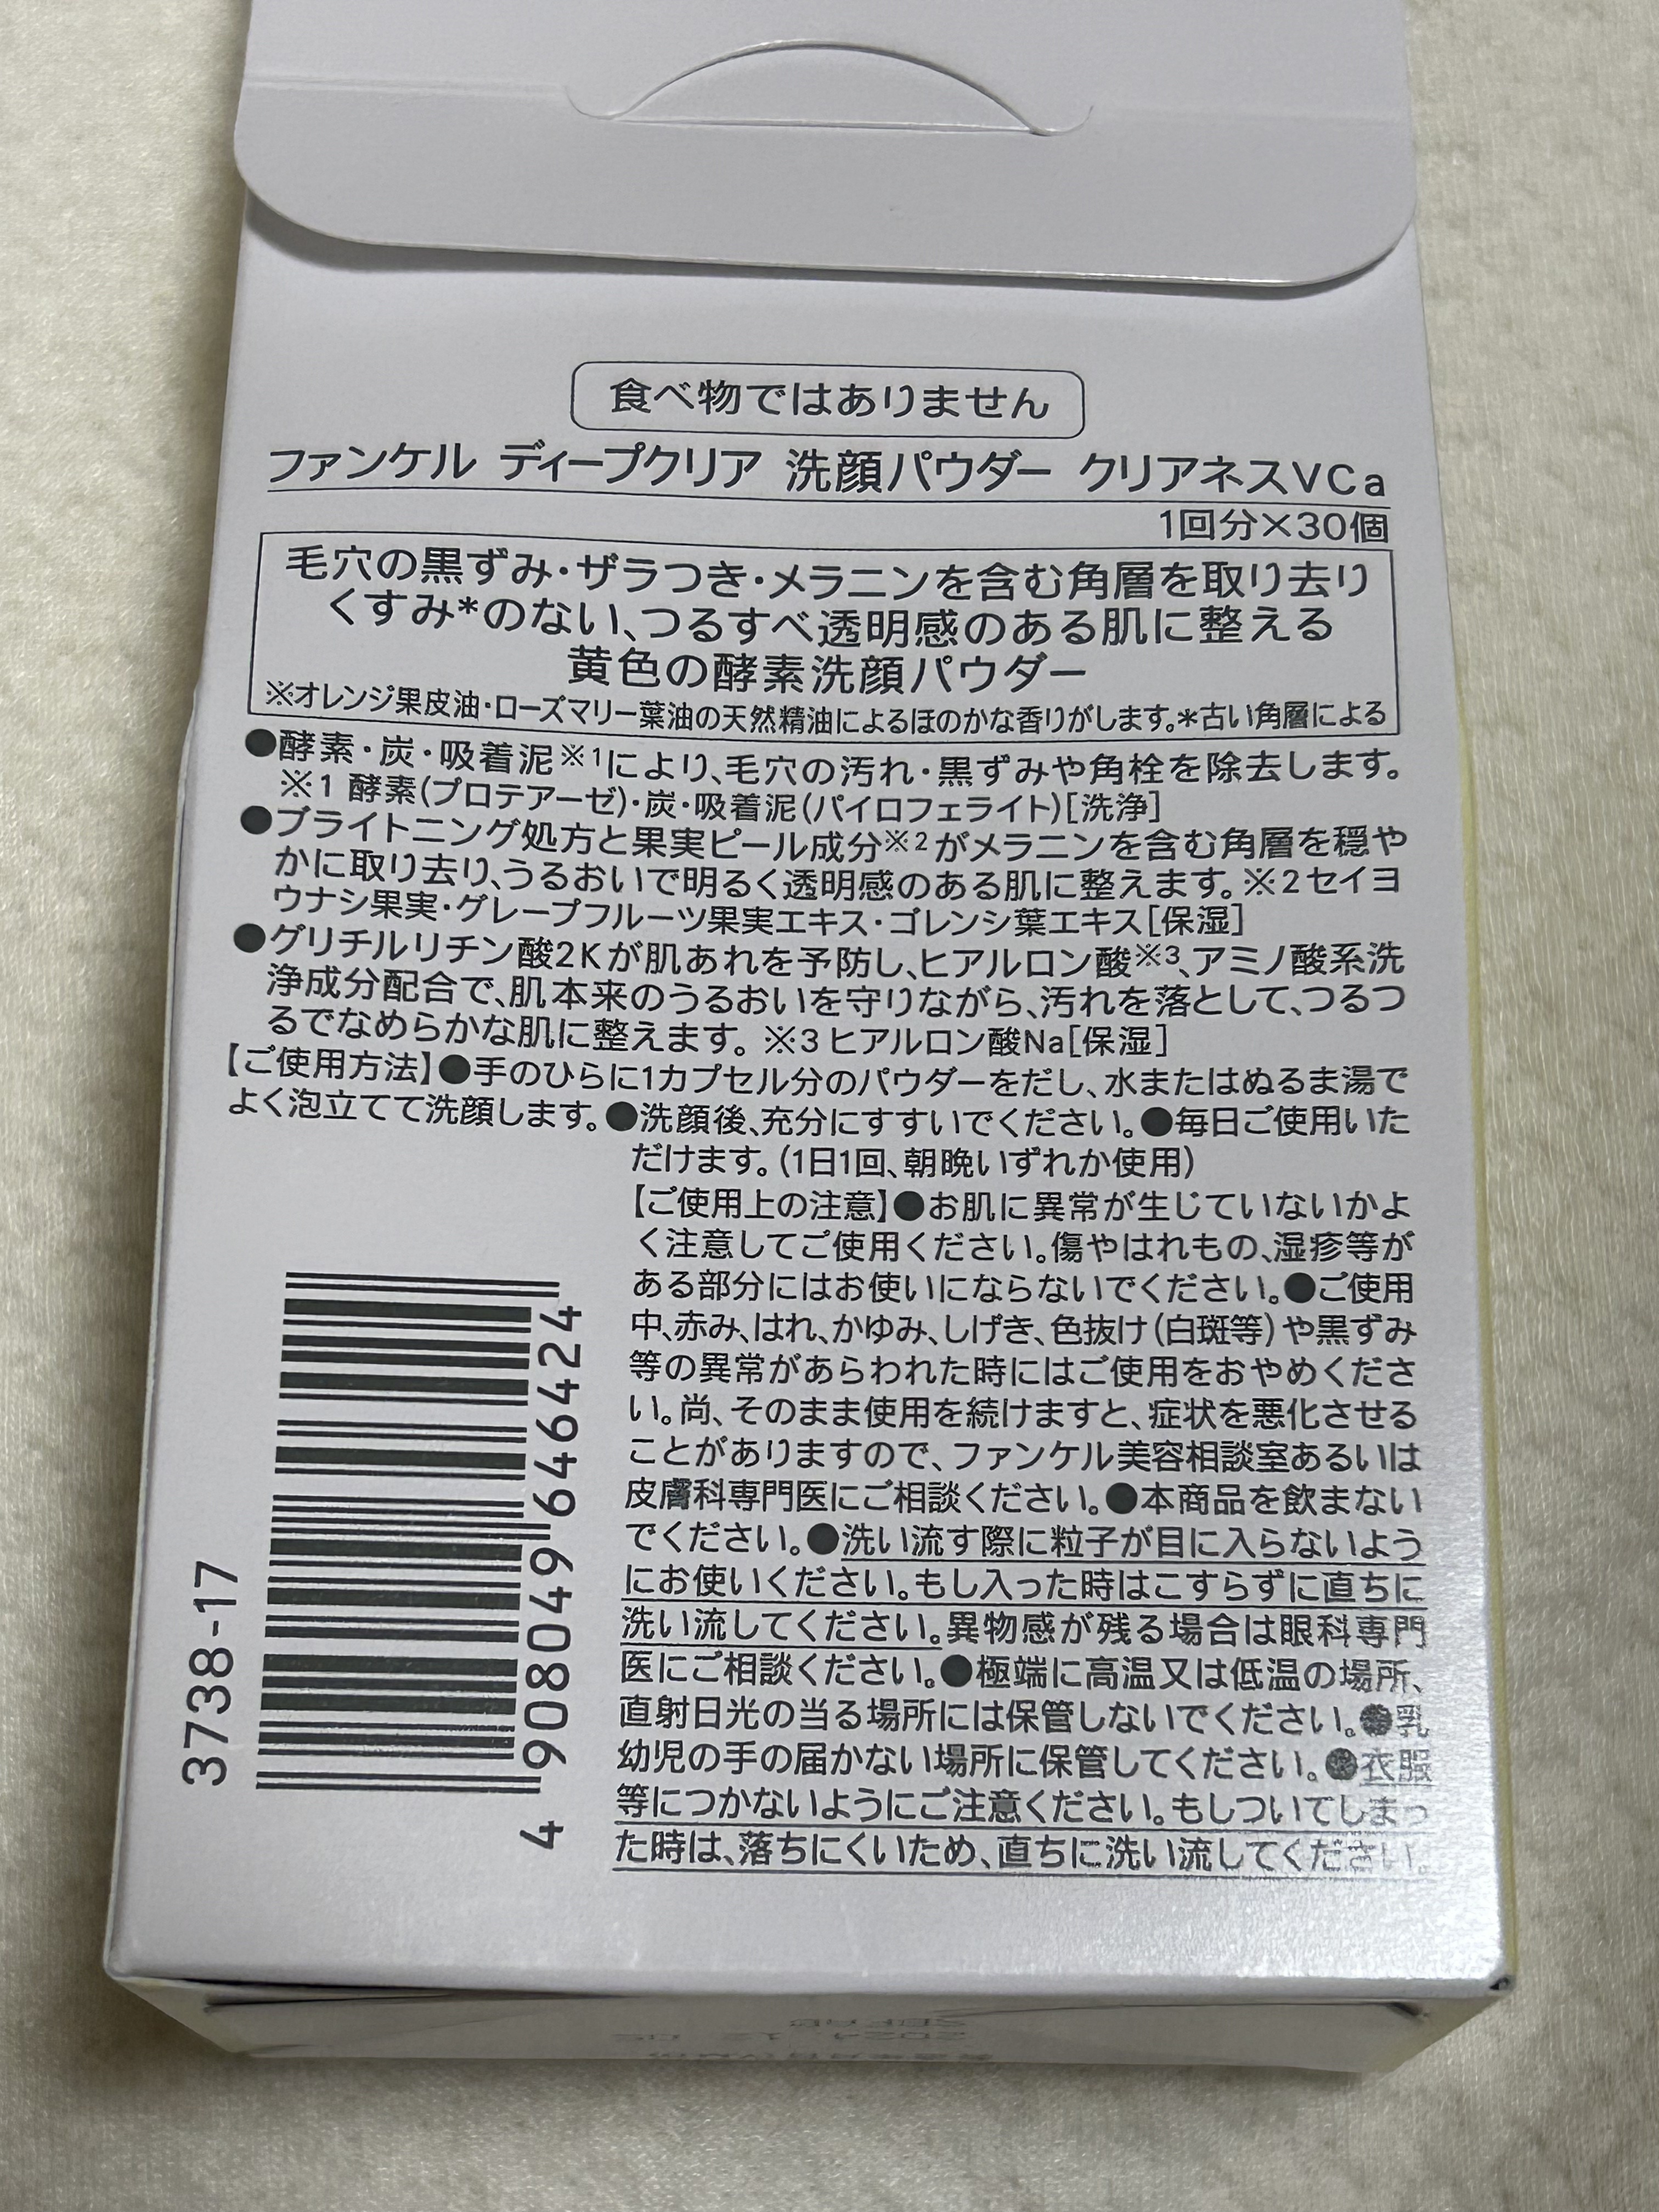 食べ物ではありません
ファンケル ディープクリア 洗顔パウダー クリアネスVCa
1回分×30個
毛穴の黒ずみ・ザラつき・メラニンを含む角層を取り去り
くすみ*のない、つるすべ透明感のある肌に整える
黄色の酵素洗顔パウダー
※オレンジ果皮油・ローズマリー葉油の天然精油によるほのかな香りがします。*古い角層による
●酵素・炭・吸着泥※1により、毛穴の汚れ・黒ずみや角栓を除去します。
※1 酵素(プロテアーゼ)・炭・吸着泥(パイロフェライト)[洗浄]
●ブライトニング処方と果実ピール成分※2がメラニンを含む角層を穏や
かに取り去り、うるおいで明るく透明感のある肌に整えます。※2セイヨ
ウナシ果実・グレープフルーツ果実エキス・ゴレンシ葉エキス[保湿]
●グリチルリチン酸2Kが肌あれを予防し、ヒアルロン酸※3、アミノ酸系洗
浄成分配合で、肌本来のうるおいを守りながら、汚れを落として、つるつ
るでなめらかな肌に整えます。※3 ヒアルロン酸Na[保湿]
【ご使用方法】●手のひらに1カプセル分のパウダーをだし、水またはぬるま湯で
よく泡立てて洗顔します。●洗顔後、充分にすすいでください。●毎日ご使用いた
だけます。(1日1回、朝晩いずれか使用)
【ご使用上の注意】●お肌に異常が生じていないかよ
く注意してご使用ください。傷やはれもの、湿疹等が
ある部分にはお使いにならないでください。●ご使用
中、赤み、はれ、かゆみ、しげき、色抜け(白斑等)や黒ずみ
等の異常があらわれた時にはご使用をおやめくださ
い。尚、そのまま使用を続けますと、症状を悪化させる
ことがありますので、ファンケル美容相談室あるいは
皮膚科専門医にご相談ください。●本商品を飲まない
でください。●洗い流す際に粒子が目に入らないよう
にお使いください。もし入った時はこすらずに直ちに
洗い流してください。異物感が残る場合は眼科専門
医にご相談ください。●極端に高温又は低温の場所、
直射日光の当る場所には保管しないでください。●乳
幼児の手の届かない場所に保管してください。●衣服
等につかないようにご注意ください。もしついてしまっ
た時は、落ちにくいため、直ちに洗い流してください。
4 908049 646424
3738-17